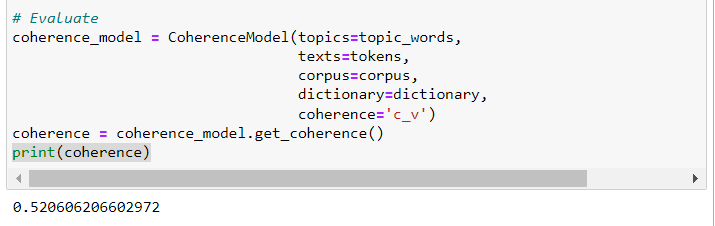 # Evaluate
coherence_model = CoherenceModel(topics=topic_words,
                                 texts=tokens,
                                 corpus=corpus,
                                 dictionary=dictionary,
                                 coherence='c_v')
coherence = coherence_model.get_coherence()
print(coherence)
0.520606206602972